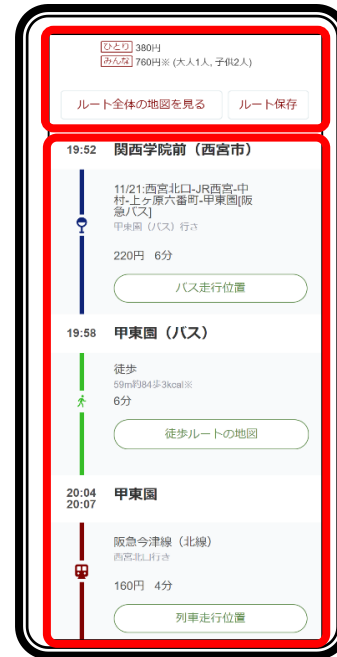 ひとり 380円
みんな 760円※ (大人1人, 子供2人)
ルート全体の地図を見る ルート保存
19:52 関西学院前（西宮市）
11/21:西宮北口-JR西宮-中
村-上ヶ原六番町-甲東園[阪
急バス]
甲東園（バス）行き
220円 6分
バス走行位置
19:58 甲東園（バス）
徒歩
59m約84歩3kcal※
6分
徒歩ルートの地図
20:04 甲東園
20:07
阪急今津線（北線）
西宮北口行き
160円 4分
列車走行位置